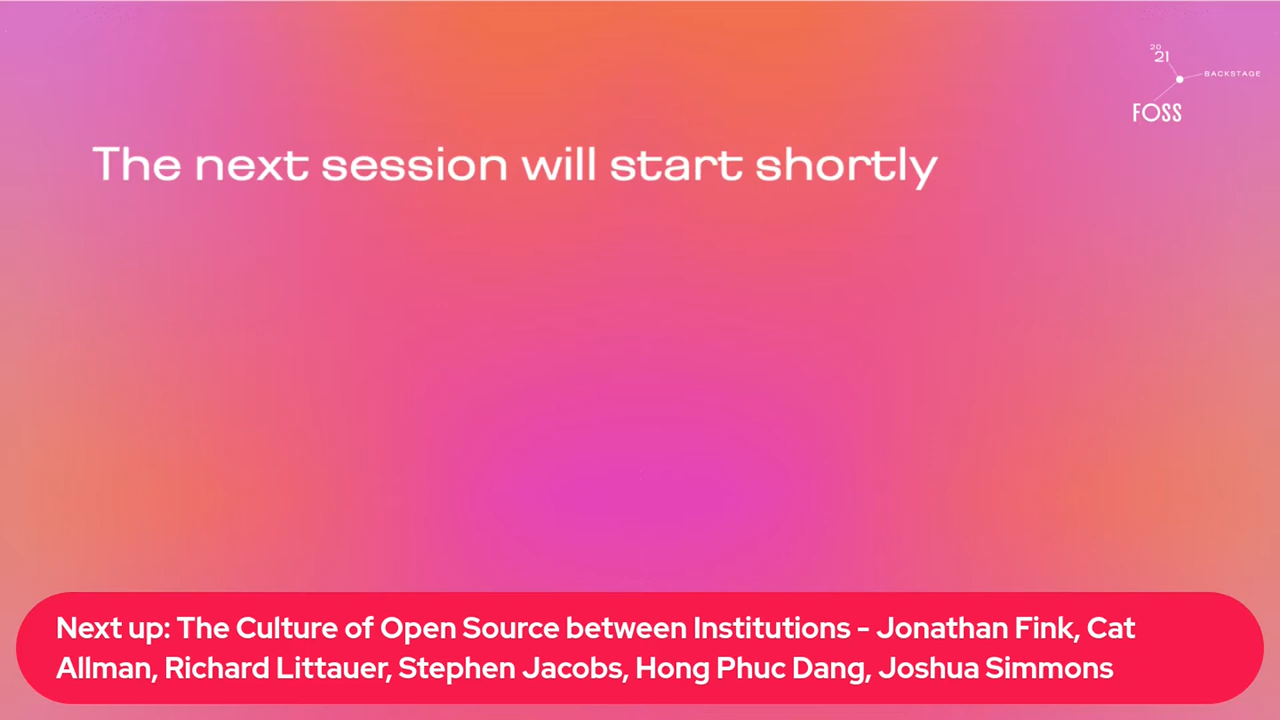 20
21
BACKSTAGE
FOSS
The next session will start shortly
Next up: The Culture of Open Source between Institutions - Jonathan Fink, Cat
Allman, Richard Littauer, Stephen Jacobs, Hong Phuc Dang, Joshua Simmons